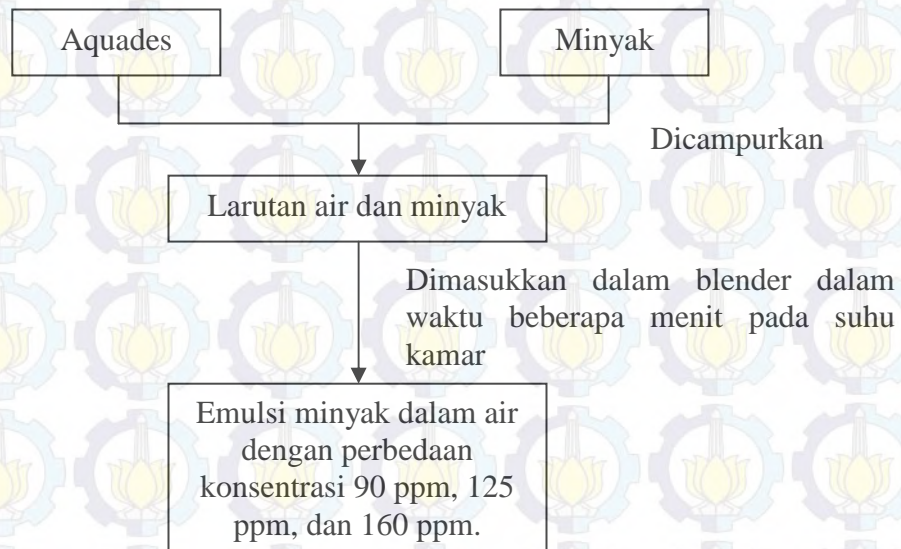 Aquades
Minyak
Dicampurkan
Larutan air dan minyak
Dimasukkan dalam blender dalam
waktu beberapa menit pada suhu
kamar
Emulsi minyak dalam air
dengan perbedaan
konsentrasi 90 ppm, 125
ppm, dan 160 ppm.